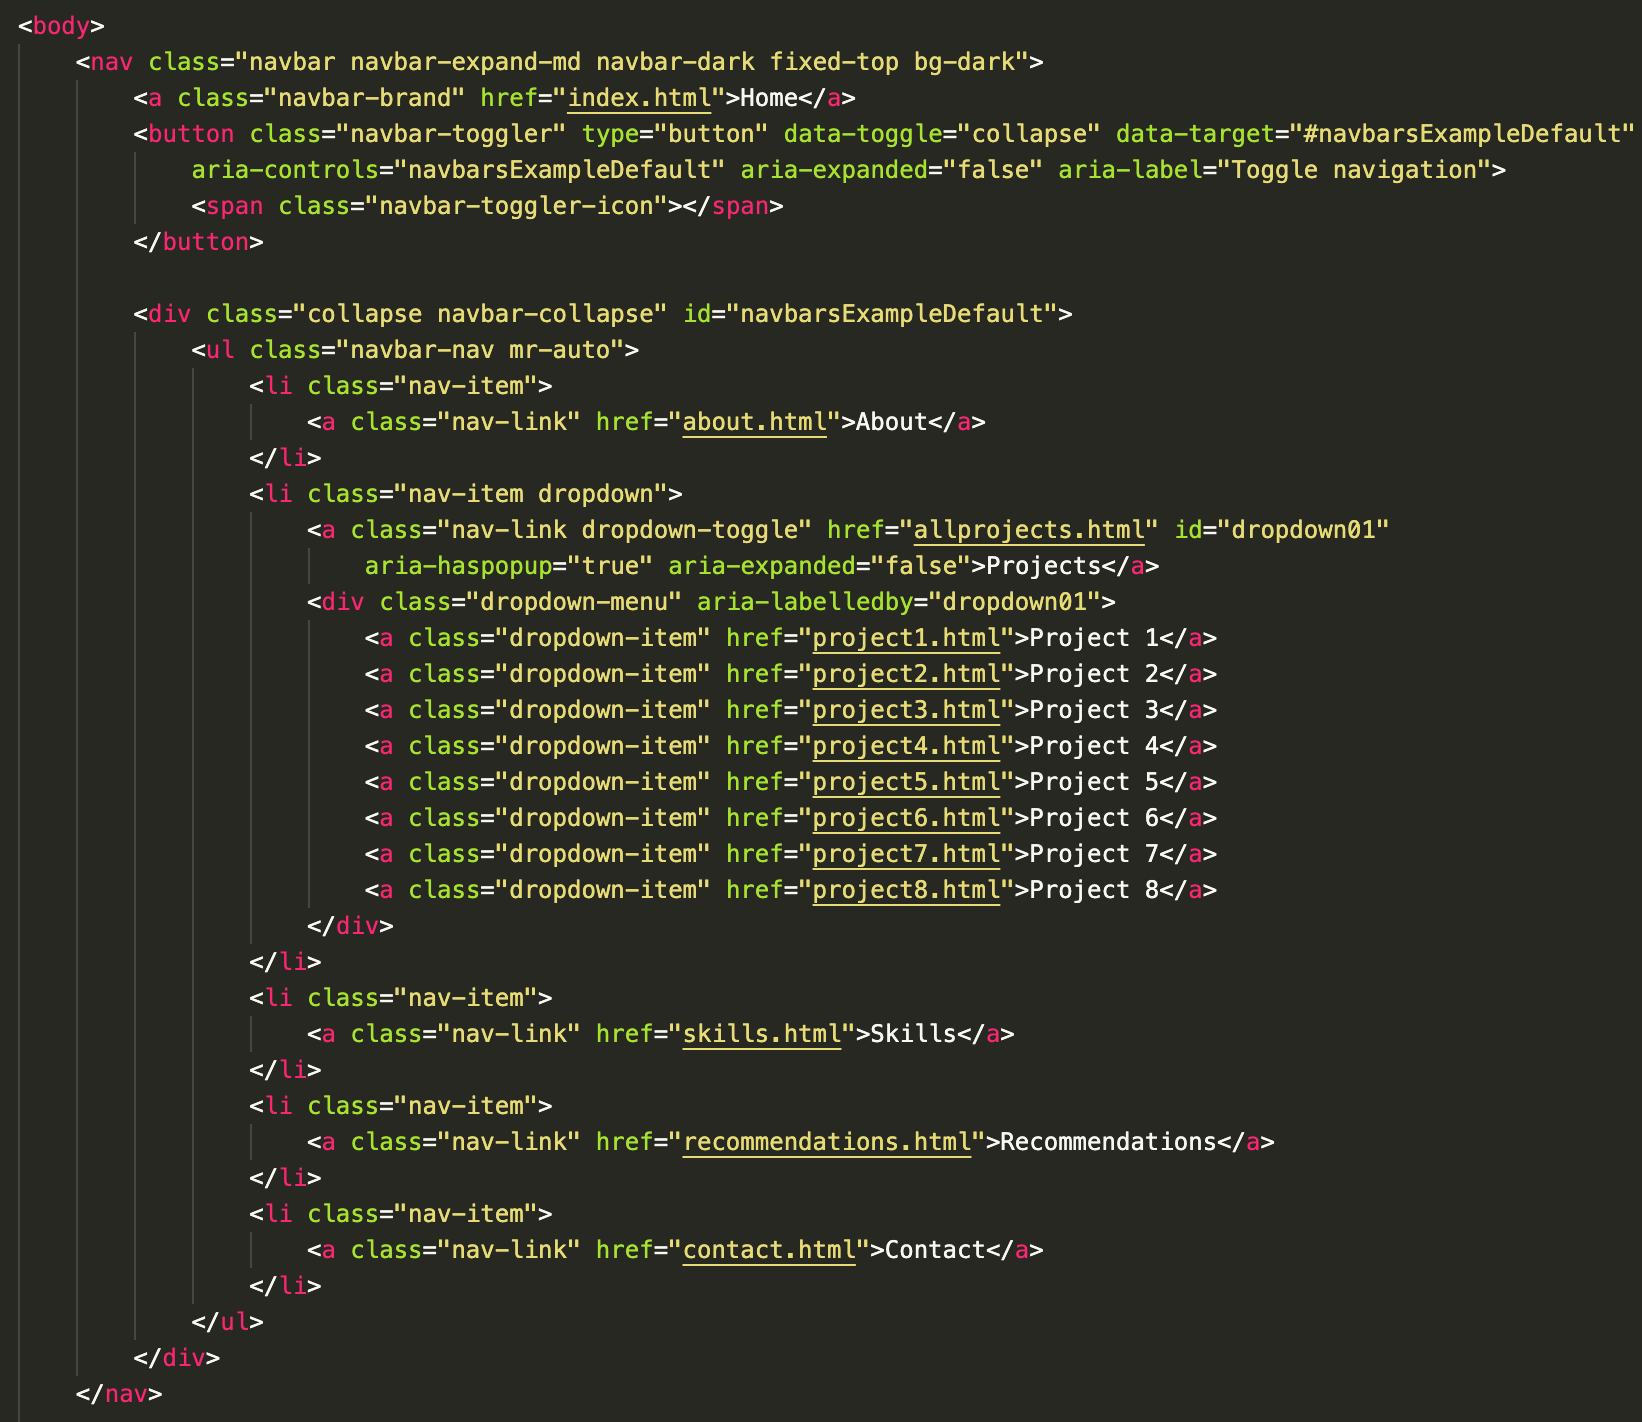 <body>
    <nav class="navbar navbar-expand-md navbar-dark fixed-top bg-dark">
        <a class="navbar-brand" href="index.html">Home</a>
        <button class="navbar-toggler" type="button" data-toggle="collapse" data-target="#navbarsExampleDefault"
            aria-controls="navbarsExampleDefault" aria-expanded="false" aria-label="Toggle navigation">
            <span class="navbar-toggler-icon"></span>
        </button>

        <div class="collapse navbar-collapse" id="navbarsExampleDefault">
            <ul class="navbar-nav mr-auto">
                <li class="nav-item">
                    <a class="nav-link" href="about.html">About</a>
                </li>
                <li class="nav-item dropdown">
                    <a class="nav-link dropdown-toggle" href="allprojects.html" id="dropdown01"
                        aria-haspopup="true" aria-expanded="false">Projects</a>
                    <div class="dropdown-menu" aria-labelledby="dropdown01">
                        <a class="dropdown-item" href="project1.html">Project 1</a>
                        <a class="dropdown-item" href="project2.html">Project 2</a>
                        <a class="dropdown-item" href="project3.html">Project 3</a>
                        <a class="dropdown-item" href="project4.html">Project 4</a>
                        <a class="dropdown-item" href="project5.html">Project 5</a>
                        <a class="dropdown-item" href="project6.html">Project 6</a>
                        <a class="dropdown-item" href="project7.html">Project 7</a>
                        <a class="dropdown-item" href="project8.html">Project 8</a>
                    </div>
                </li>
                <li class="nav-item">
                    <a class="nav-link" href="skills.html">Skills</a>
                </li>
                <li class="nav-item">
                    <a class="nav-link" href="recommendations.html">Recommendations</a>
                </li>
                <li class="nav-item">
                    <a class="nav-link" href="contact.html">Contact</a>
                </li>
            </ul>
        </div>
    </nav>